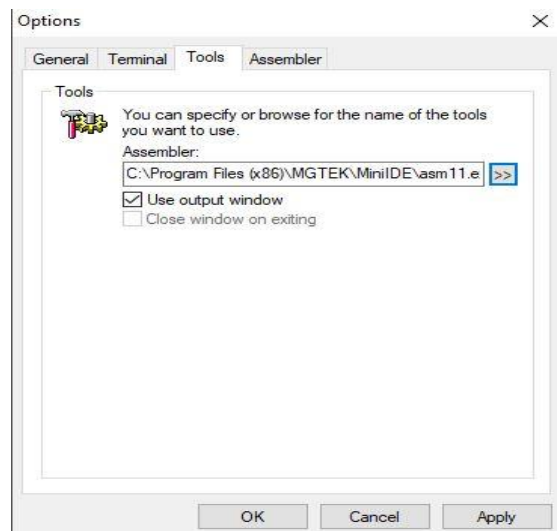 Options
General Terminal Tools Assembler
Tools
You can specify or browse for the name of the tools
you want to use.
Assembler:
C:\Program Files (x86)\MGTEK\MiniIDE\asm11.e >>
Use output window
Close window on exiting
OK Cancel Apply